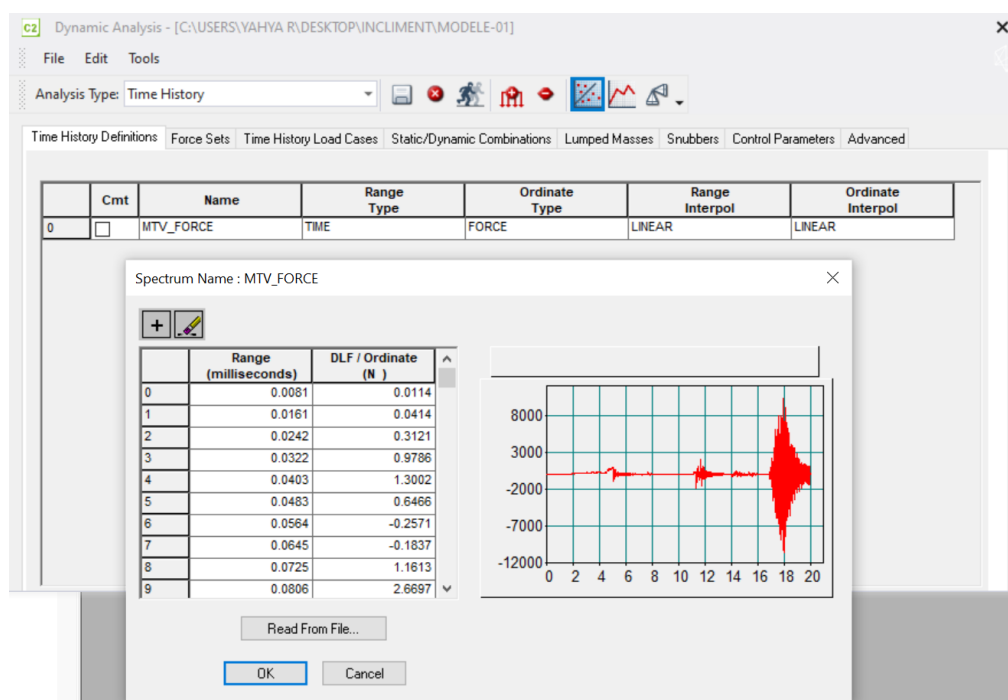 C2 Dynamic Analysis - [C:\USERS\YAHYA R\DESKTOP\INCLIMENT\MODELE-01]
File Edit Tools
Analysis Type: Time History
Time History Definitions Force Sets Time History Load Cases Static/Dynamic Combinations Lumped Masses Snubbers Control Parameters Advanced
Cmt Name Range Type Ordinate Type Range Interpol Ordinate Interpol
0 MTV_FORCE TIME FORCE LINEAR LINEAR
Spectrum Name : MTV_FORCE
Range (milliseconds) DLF / Ordinate (N )
0 0.0081 0.0114
1 0.0161 0.0414
2 0.0242 0.3121
3 0.0322 0.9786
4 0.0403 1.3002
5 0.0483 0.6466
6 0.0564 -0.2571
7 0.0645 -0.1837
8 0.0725 1.1613
9 0.0806 2.6697
8000
3000
-2000
-7000
-12000
0 2 4 6 8 10 12 14 16 18 20
Read From File...
OK Cancel